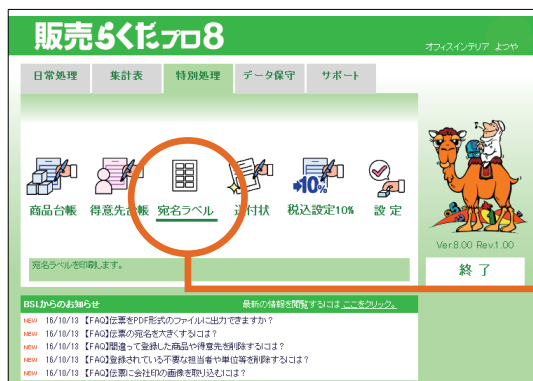 販売らくだプロ8
オフィスインテリア よつや
日常処理 集計表 特別処理 データ保守 サポート
10%
商品台帳 得意先台帳 宛名ラベル 送付状 税込設定10% 設定
Ver.8.00 Rev.1.00
宛名ラベルを印刷します。
終了
BSLからのお知らせ 最新の情報を閲覧するにはここをクリック。
NEW 16/10/13 【FAQ】伝票をPDF形式のファイルに出力できますか?
NEW 16/10/13 【FAQ】伝票の宛名を大きくするには?
NEW 16/10/13 【FAQ】間違って登録した商品や得意先を削除するには?
NEW 16/10/13 【FAQ】登録されている不要な担当者や単位等を削除するには?
NEW 16/10/13 【FAQ】伝票に会社印の画像を取り込むには?